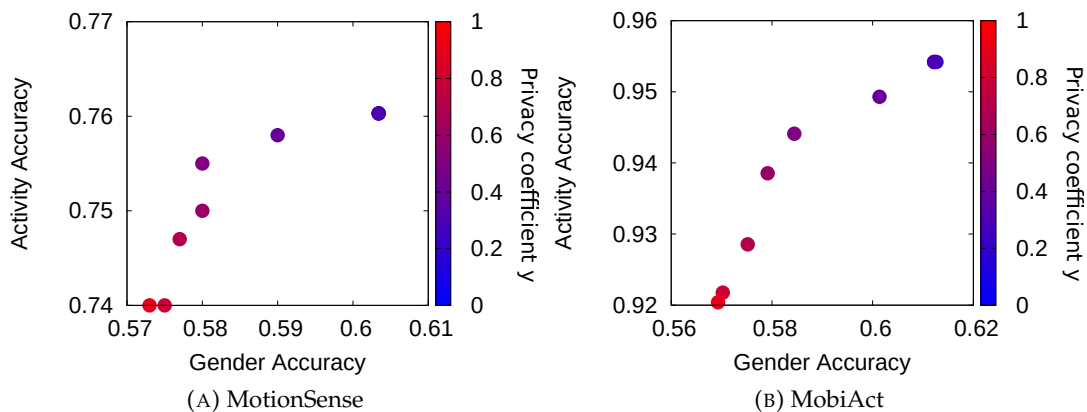 0.77
0.76
0.75
0.74
Activity Accuracy
0.57 0.58 0.59 0.6 0.61
Gender Accuracy
1
0.8
0.6
0.4
0.2
0
Privacy coefficient y
(A) MotionSense
0.96
0.95
0.94
0.93
0.92
Activity Accuracy
0.56 0.58 0.6 0.62
Gender Accuracy
1
0.8
0.6
0.4
0.2
0
Privacy coefficient y
(B) MobiAct